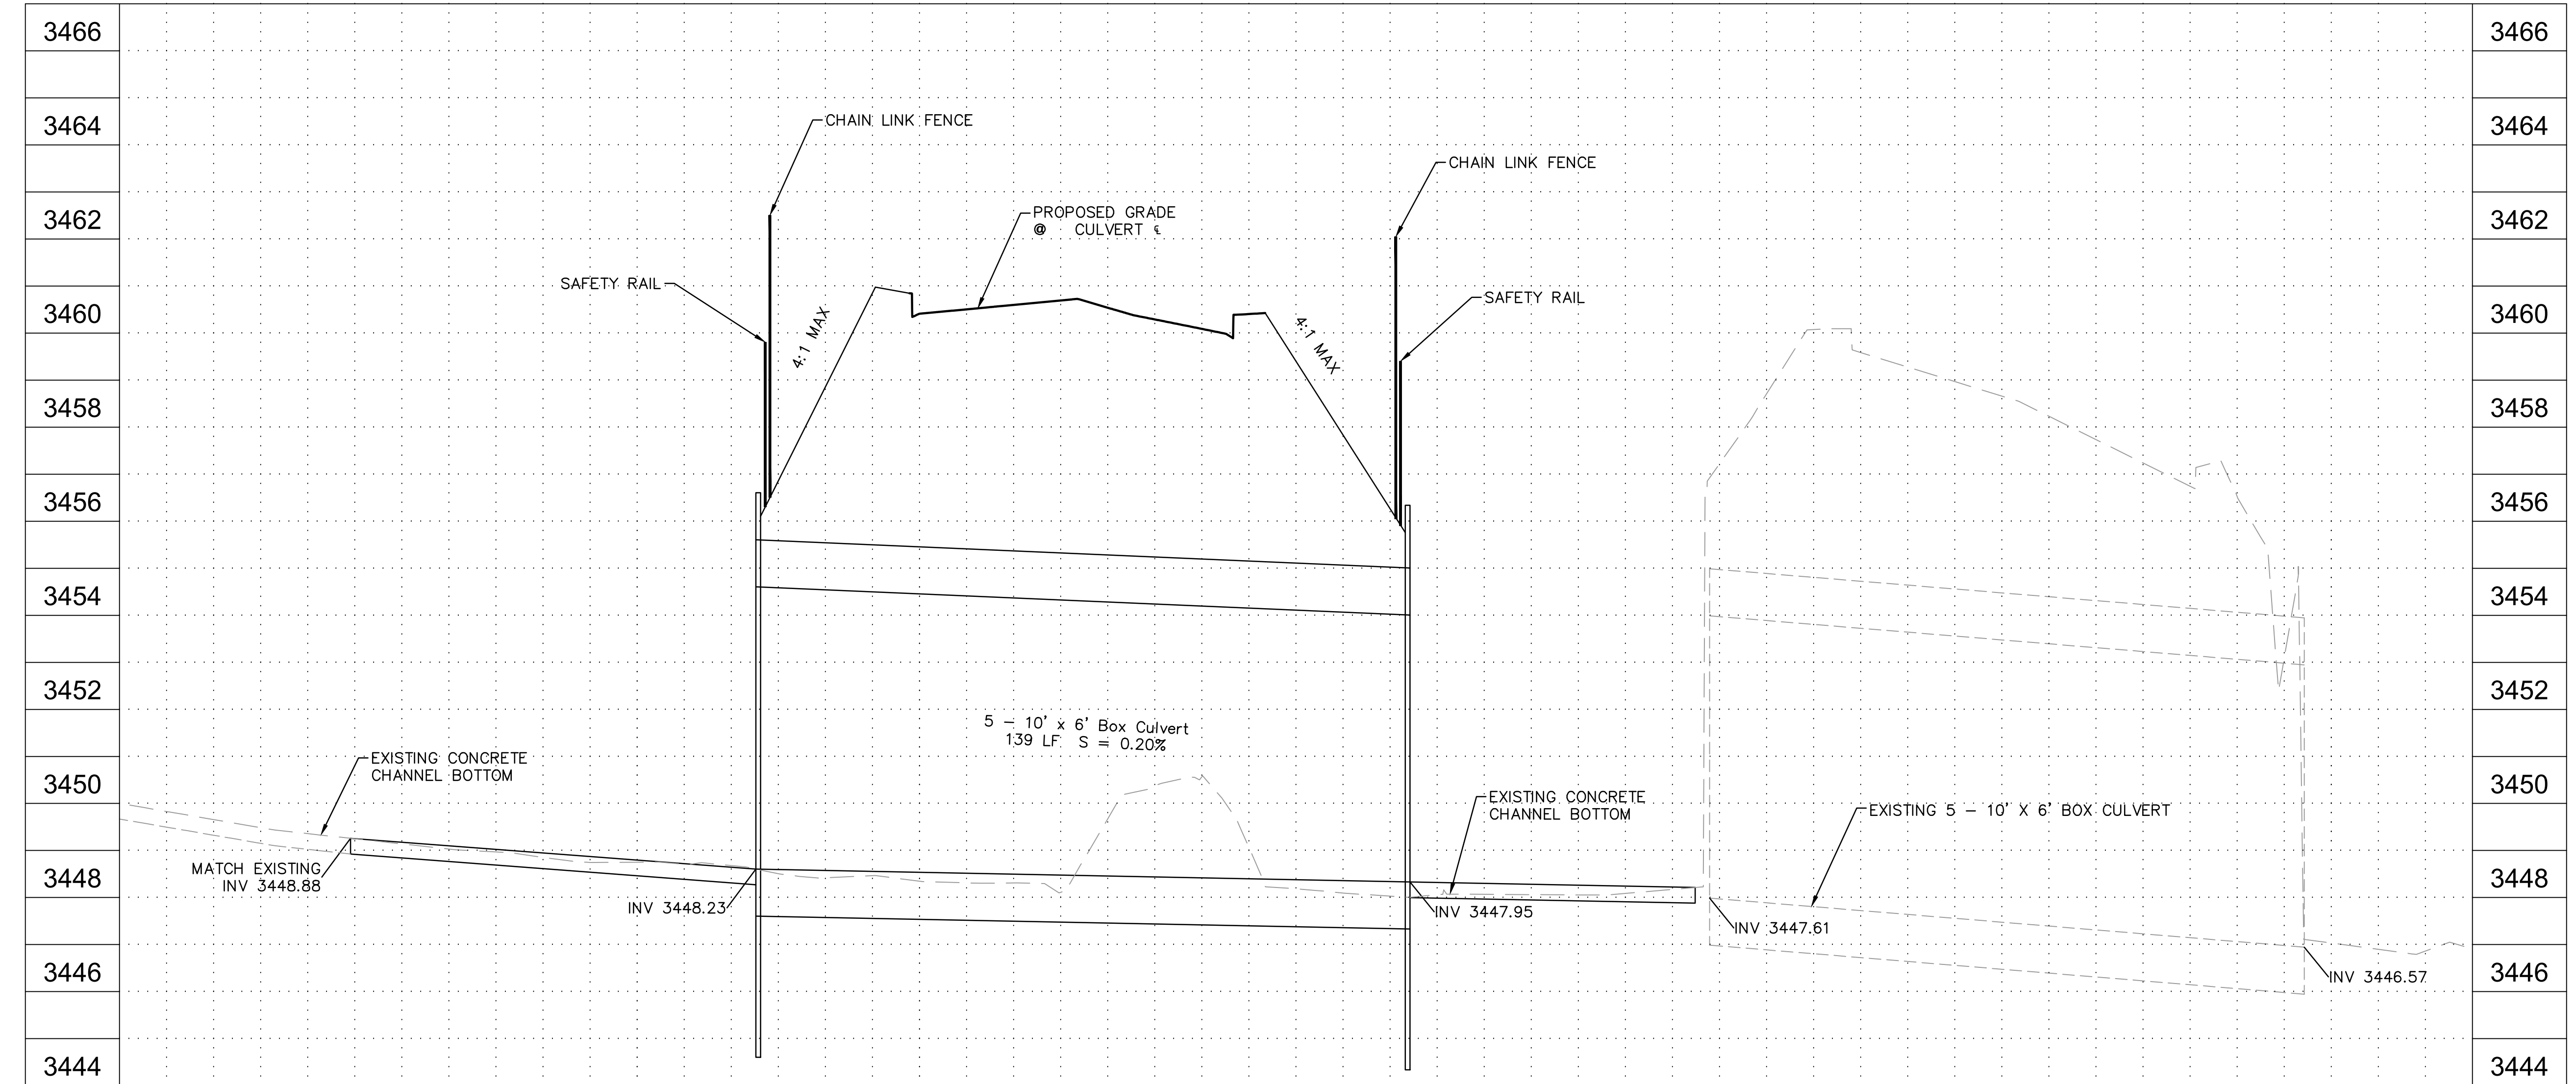 3466
3466
3464
3464
CHAIN LINK FENCE
CHAIN LINK FENCE
3462
3462
PROPOSED GRADE
@ CULVERT ℄
SAFETY RAIL
SAFETY RAIL
3460
3460
4:1 MAX
4:1 MAX
3458
3458
3456
3456
3454
3454
3452
3452
5 - 10' x 6' Box Culvert
139 LF S = 0.20%
EXISTING CONCRETE
CHANNEL BOTTOM
3450
3450
EXISTING CONCRETE
CHANNEL BOTTOM
EXISTING 5 - 10' X 6' BOX CULVERT
MATCH EXISTING
INV 3448.88
3448
3448
INV 3448.23
INV 3447.95
INV 3447.61
3446
3446
INV 3446.57
3444
3444